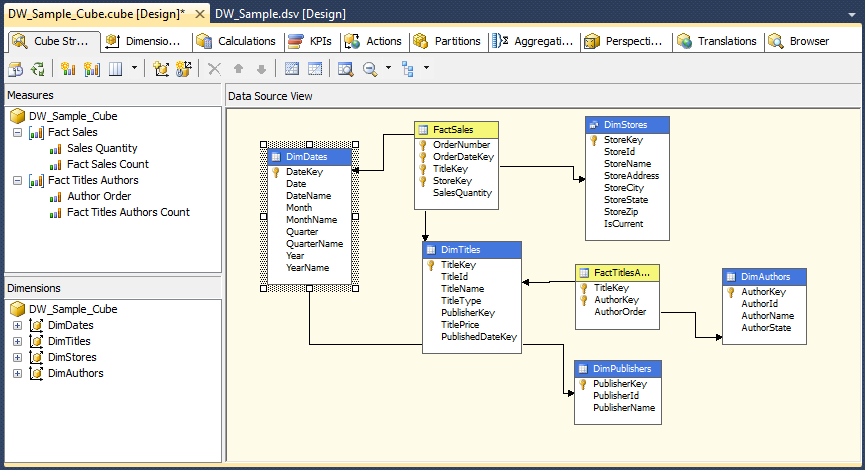 DW_Sample_Cube.cube [Design]*
DW_Sample.dsv [Design]
Cube Str...
Dimension...
Calculations
KPIs
Actions
Partitions
Aggregati...
Perspecti...
Translations
Browser
Measures
DW_Sample_Cube
Fact Sales
Sales Quantity
Fact Sales Count
Fact Titles Authors
Author Order
Fact Titles Authors Count
Dimensions
DW_Sample_Cube
DimDates
DimTitles
DimStores
DimAuthors
Data Source View
DimDates
DateKey
Date
DateName
Month
MonthName
Quarter
QuarterName
Year
YearName
FactSales
OrderNumber
OrderDateKey
TitleKey
StoreKey
SalesQuantity
DimStores
StoreKey
StoreId
StoreName
StoreAddress
StoreCity
StoreState
StoreZip
IsCurrent
DimTitles
TitleKey
TitleId
TitleName
TitleType
PublisherKey
TitlePrice
PublishedDateKey
FactTitlesA...
TitleKey
AuthorKey
AuthorOrder
DimAuthors
AuthorKey
AuthorId
AuthorName
AuthorState
DimPublishers
PublisherKey
PublisherId
PublisherName